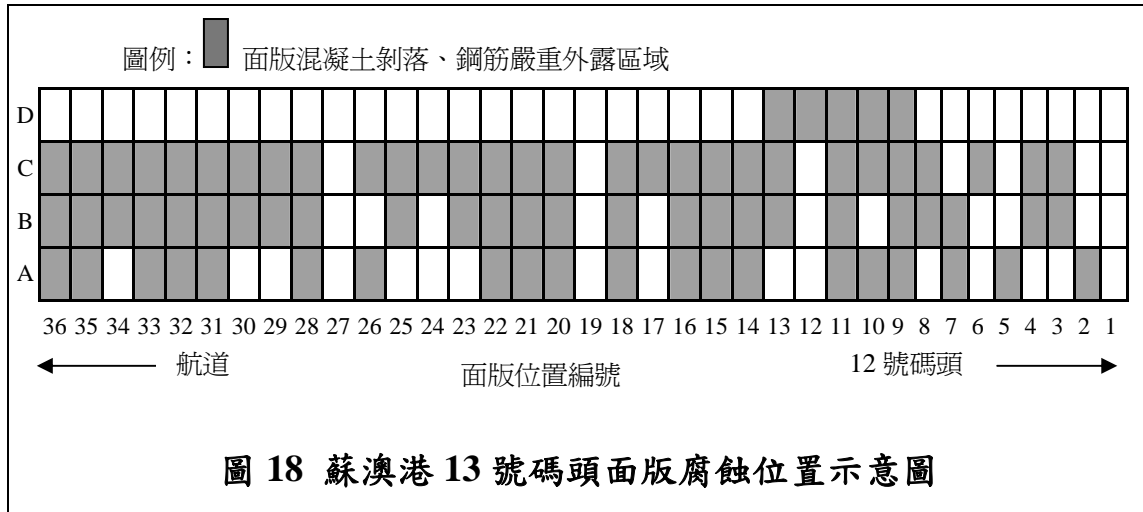 圖例： 面版混凝土剝落、鋼筋嚴重外露區域
D
C
B
A
36 35 34 33 32 31 30 29 28 27 26 25 24 23 22 21 20 19 18 17 16 15 14 13 12 11 10 9 8 7 6 5 4 3 2 1
航道 面版位置編號 12 號碼頭
圖 18 蘇澳港 13 號碼頭面版腐蝕位置示意圖